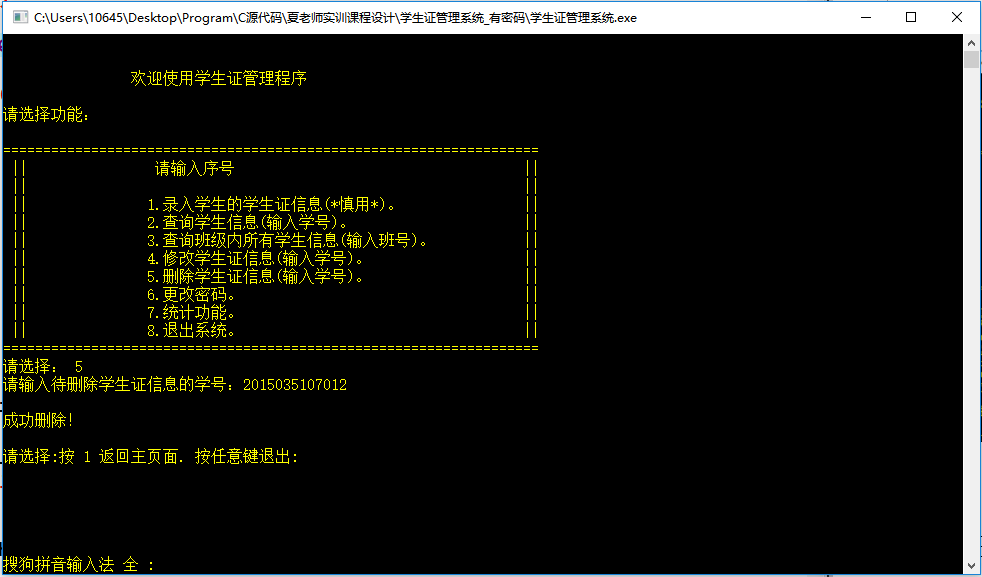 C:\Users\10645\Desktop\Program\C源代码\夏老师实训课程设计\学生证管理系统_有密码\学生证管理系统.exe
欢迎使用学生证管理程序
请选择功能:
===================================================================
|| 请输入序号 ||
|| ||
|| 1.录入学生的学生证信息(*慎用*)。 ||
|| 2.查询学生信息(输入学号)。 ||
|| 3.查询班级内所有学生信息(输入班号)。 ||
|| 4.修改学生证信息(输入学号)。 ||
|| 5.删除学生证信息(输入学号)。 ||
|| 6.更改密码。 ||
|| 7.统计功能。 ||
|| 8.退出系统。 ||
===================================================================
请选择: 5
请输入待删除学生证信息的学号：2015035107012
成功删除!
请选择:按 1 返回主页面. 按任意键退出:
搜狗拼音输入法 全 :